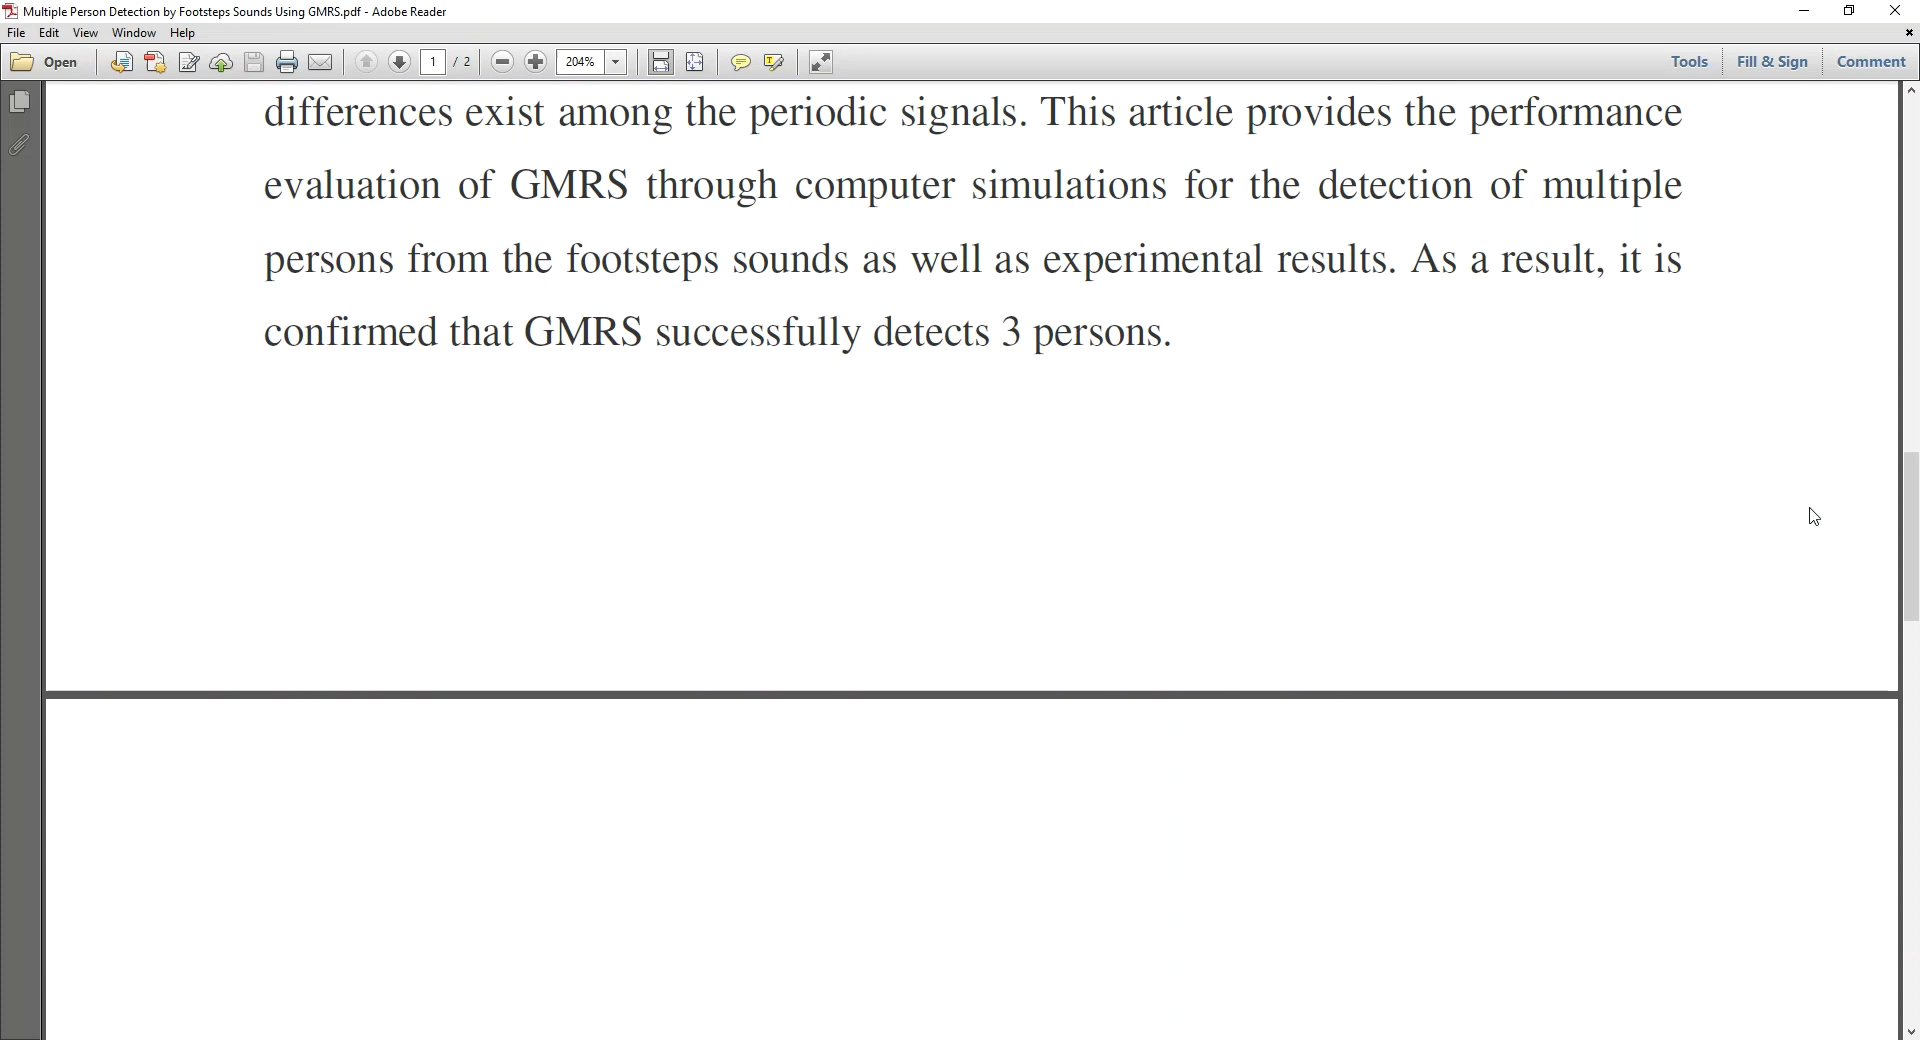 Multiple Person Detection by Footsteps Sounds Using GMRS.pdf - Adobe Reader
File Edit View Window Help
Open 1 / 2 204% Tools Fill & Sign Comment
differences exist among the periodic signals. This article provides the performance
evaluation of GMRS through computer simulations for the detection of multiple
persons from the footsteps sounds as well as experimental results. As a result, it is
confirmed that GMRS successfully detects 3 persons.